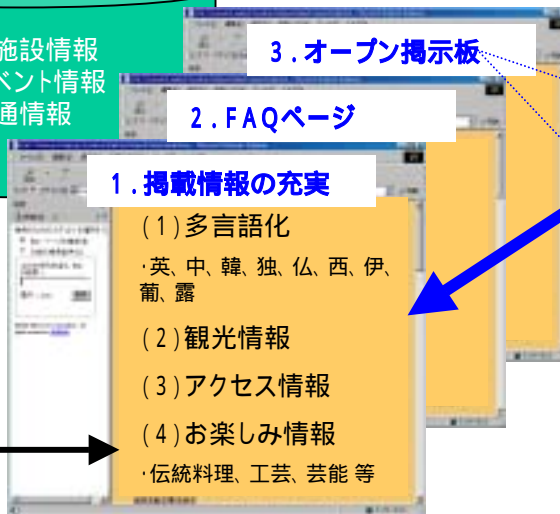 施設情報
ベント情報
通情報
3.オープン掲示板
2.FAQページ
1.掲載情報の充実
(1)多言語化
･英、中、韓、独、仏、西、伊、
葡、露
(2)観光情報
(3)アクセス情報
(4)お楽しみ情報
･伝統料理、工芸、芸能 等